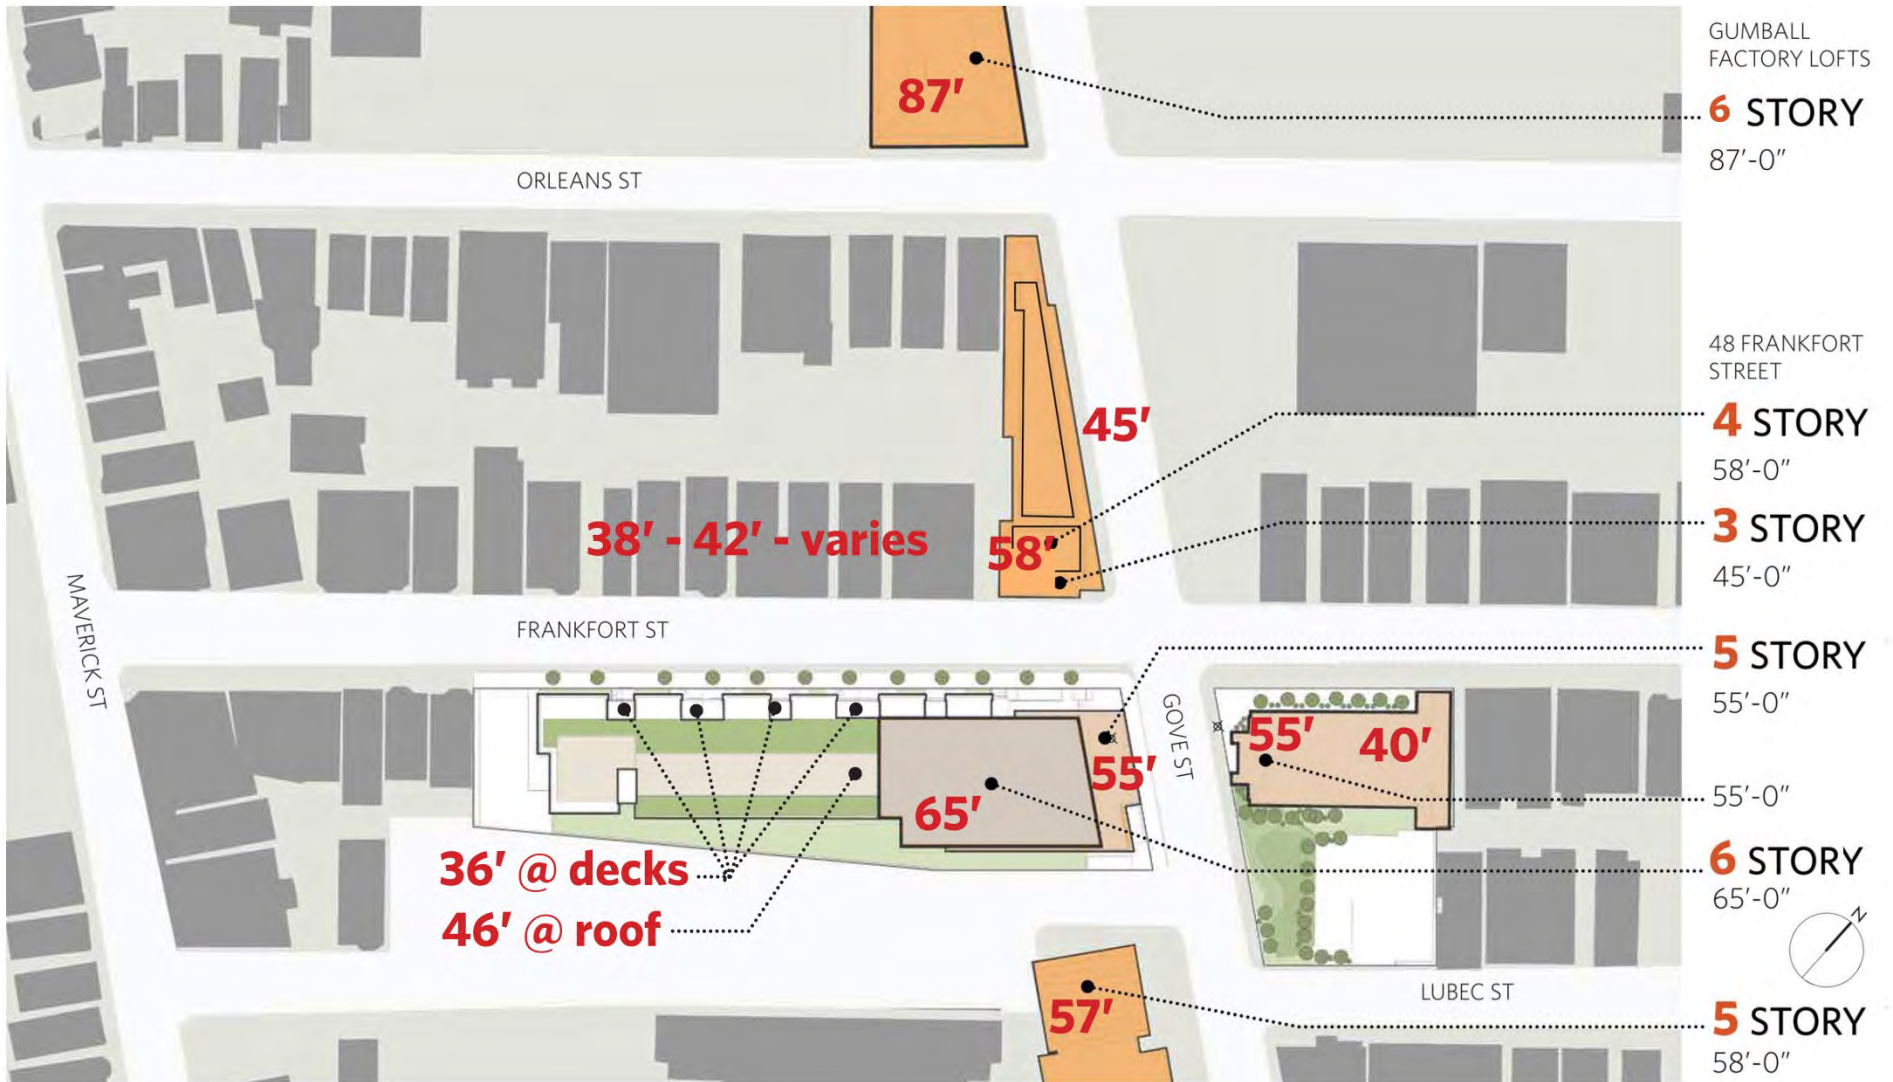 GUMBALL
FACTORY LOFTS
6 STORY
87'-0"
87'
ORLEANS ST
48 FRANKFORT
STREET
4 STORY
58'-0"
45'
3 STORY
45'-0"
38' - 42' - varies
58'
MAVERICK ST
FRANKFORT ST
5 STORY
55'-0"
GOVE ST
55'
40'
55'
55'-0"
65'
36' @ decks
6 STORY
65'-0"
46' @ roof
N
LUBEC ST
57'
5 STORY
58'-0"